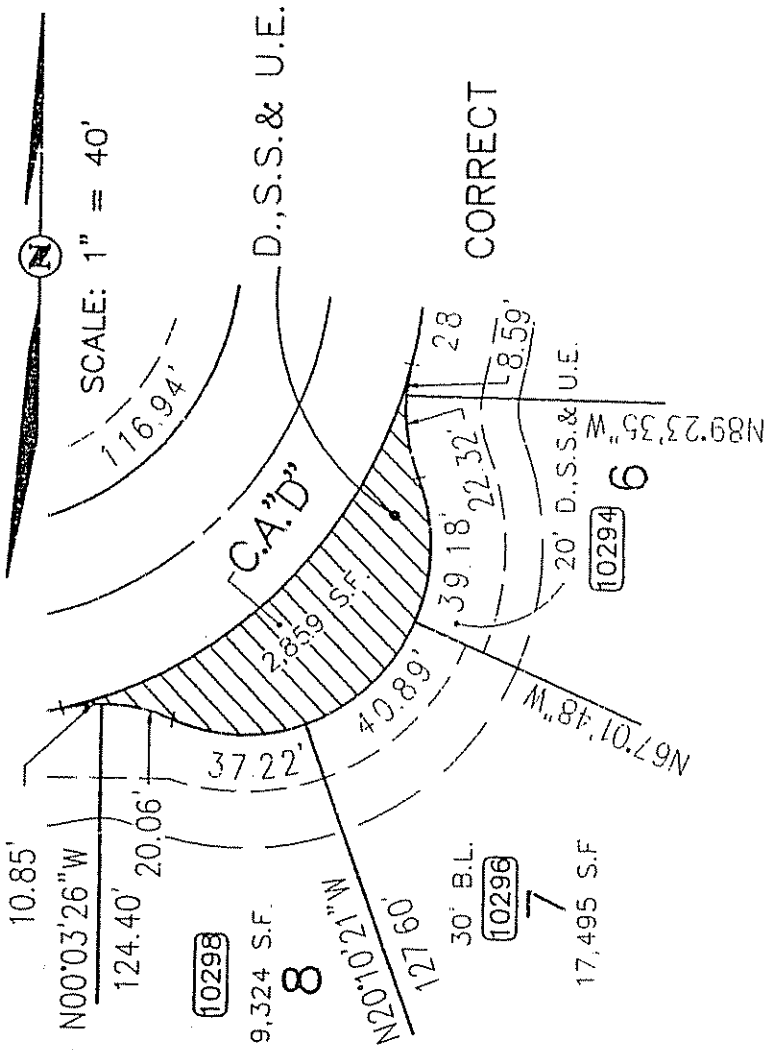 N
SCALE: 1" = 40'
116.94'
D.,S.S.& U.E.
CORRECT
C.A."D"
2,859 S.F.
28
8.59'
22.32'
39.18'
N89°23'35"W
20' D.,S.S.& U.E.
10294
6
40.89'
N67°01'48"W
37.22'
10.85'
N00°03'26"W
124.40'
20.06'
10298
9,324 S.F.
8
N20°10'21"W
127.60'
30' B.L.
10296
7
17,495 S.F